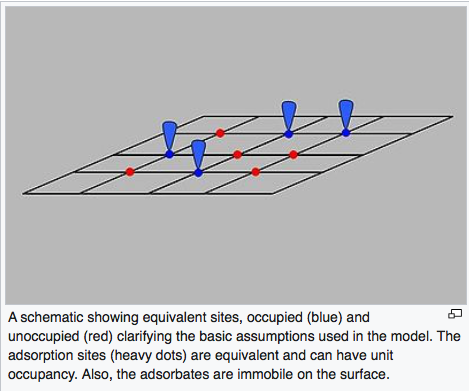 A schematic showing equivalent sites, occupied (blue) and
unoccupied (red) clarifying the basic assumptions used in the model. The
adsorption sites (heavy dots) are equivalent and can have unit
occupancy. Also, the adsorbates are immobile on the surface.